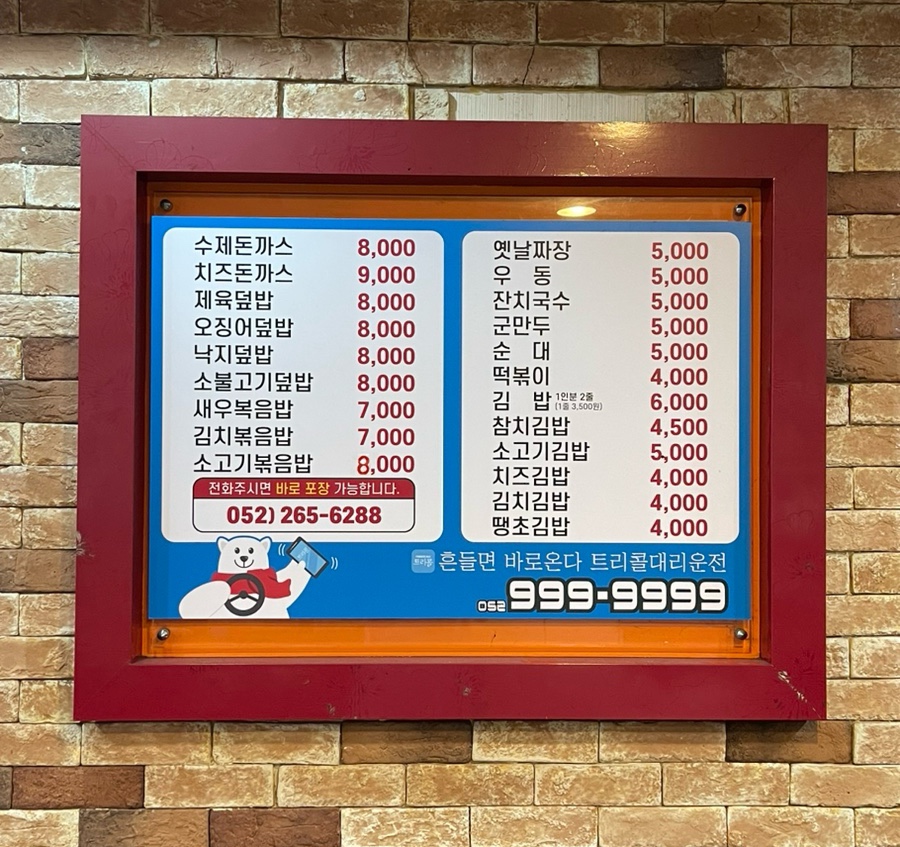 수제돈까스 8,000
치즈돈까스 9,000
제육덮밥 8,000
오징어덮밥 8,000
낙지덮밥 8,000
소불고기덮밥 8,000
새우볶음밥 7,000
김치볶음밥 7,000
소고기볶음밥 8,000
전화주시면 바로 포장 가능합니다.
052) 265-6288
옛날짜장 5,000
우 동 5,000
잔치국수 5,000
군만두 5,000
순 대 5,000
떡볶이 4,000
김 밥 1인분 2줄 (1줄 3,500원) 6,000
참치김밥 4,500
소고기김밥 5,000
치즈김밥 4,000
김치김밥 4,000
땡초김밥 4,000
트리콜 흔들면 바로온다 트리콜대리운전
052 999-9999